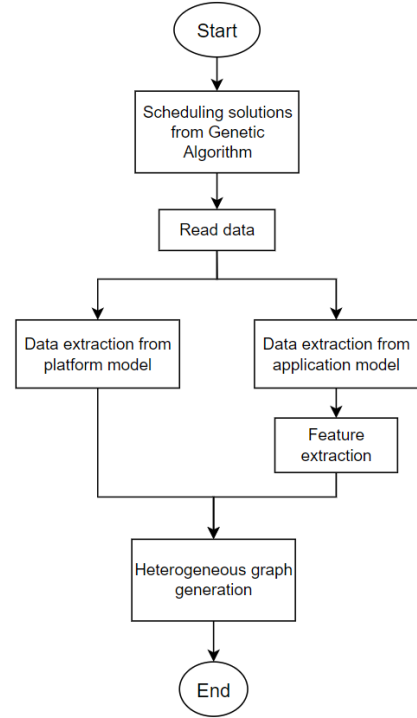 Start
Scheduling solutions
from Genetic
Algorithm
Read data
Data extraction from
platform model
Data extraction from
application model
Feature
extraction
Heterogeneous graph
generation
End